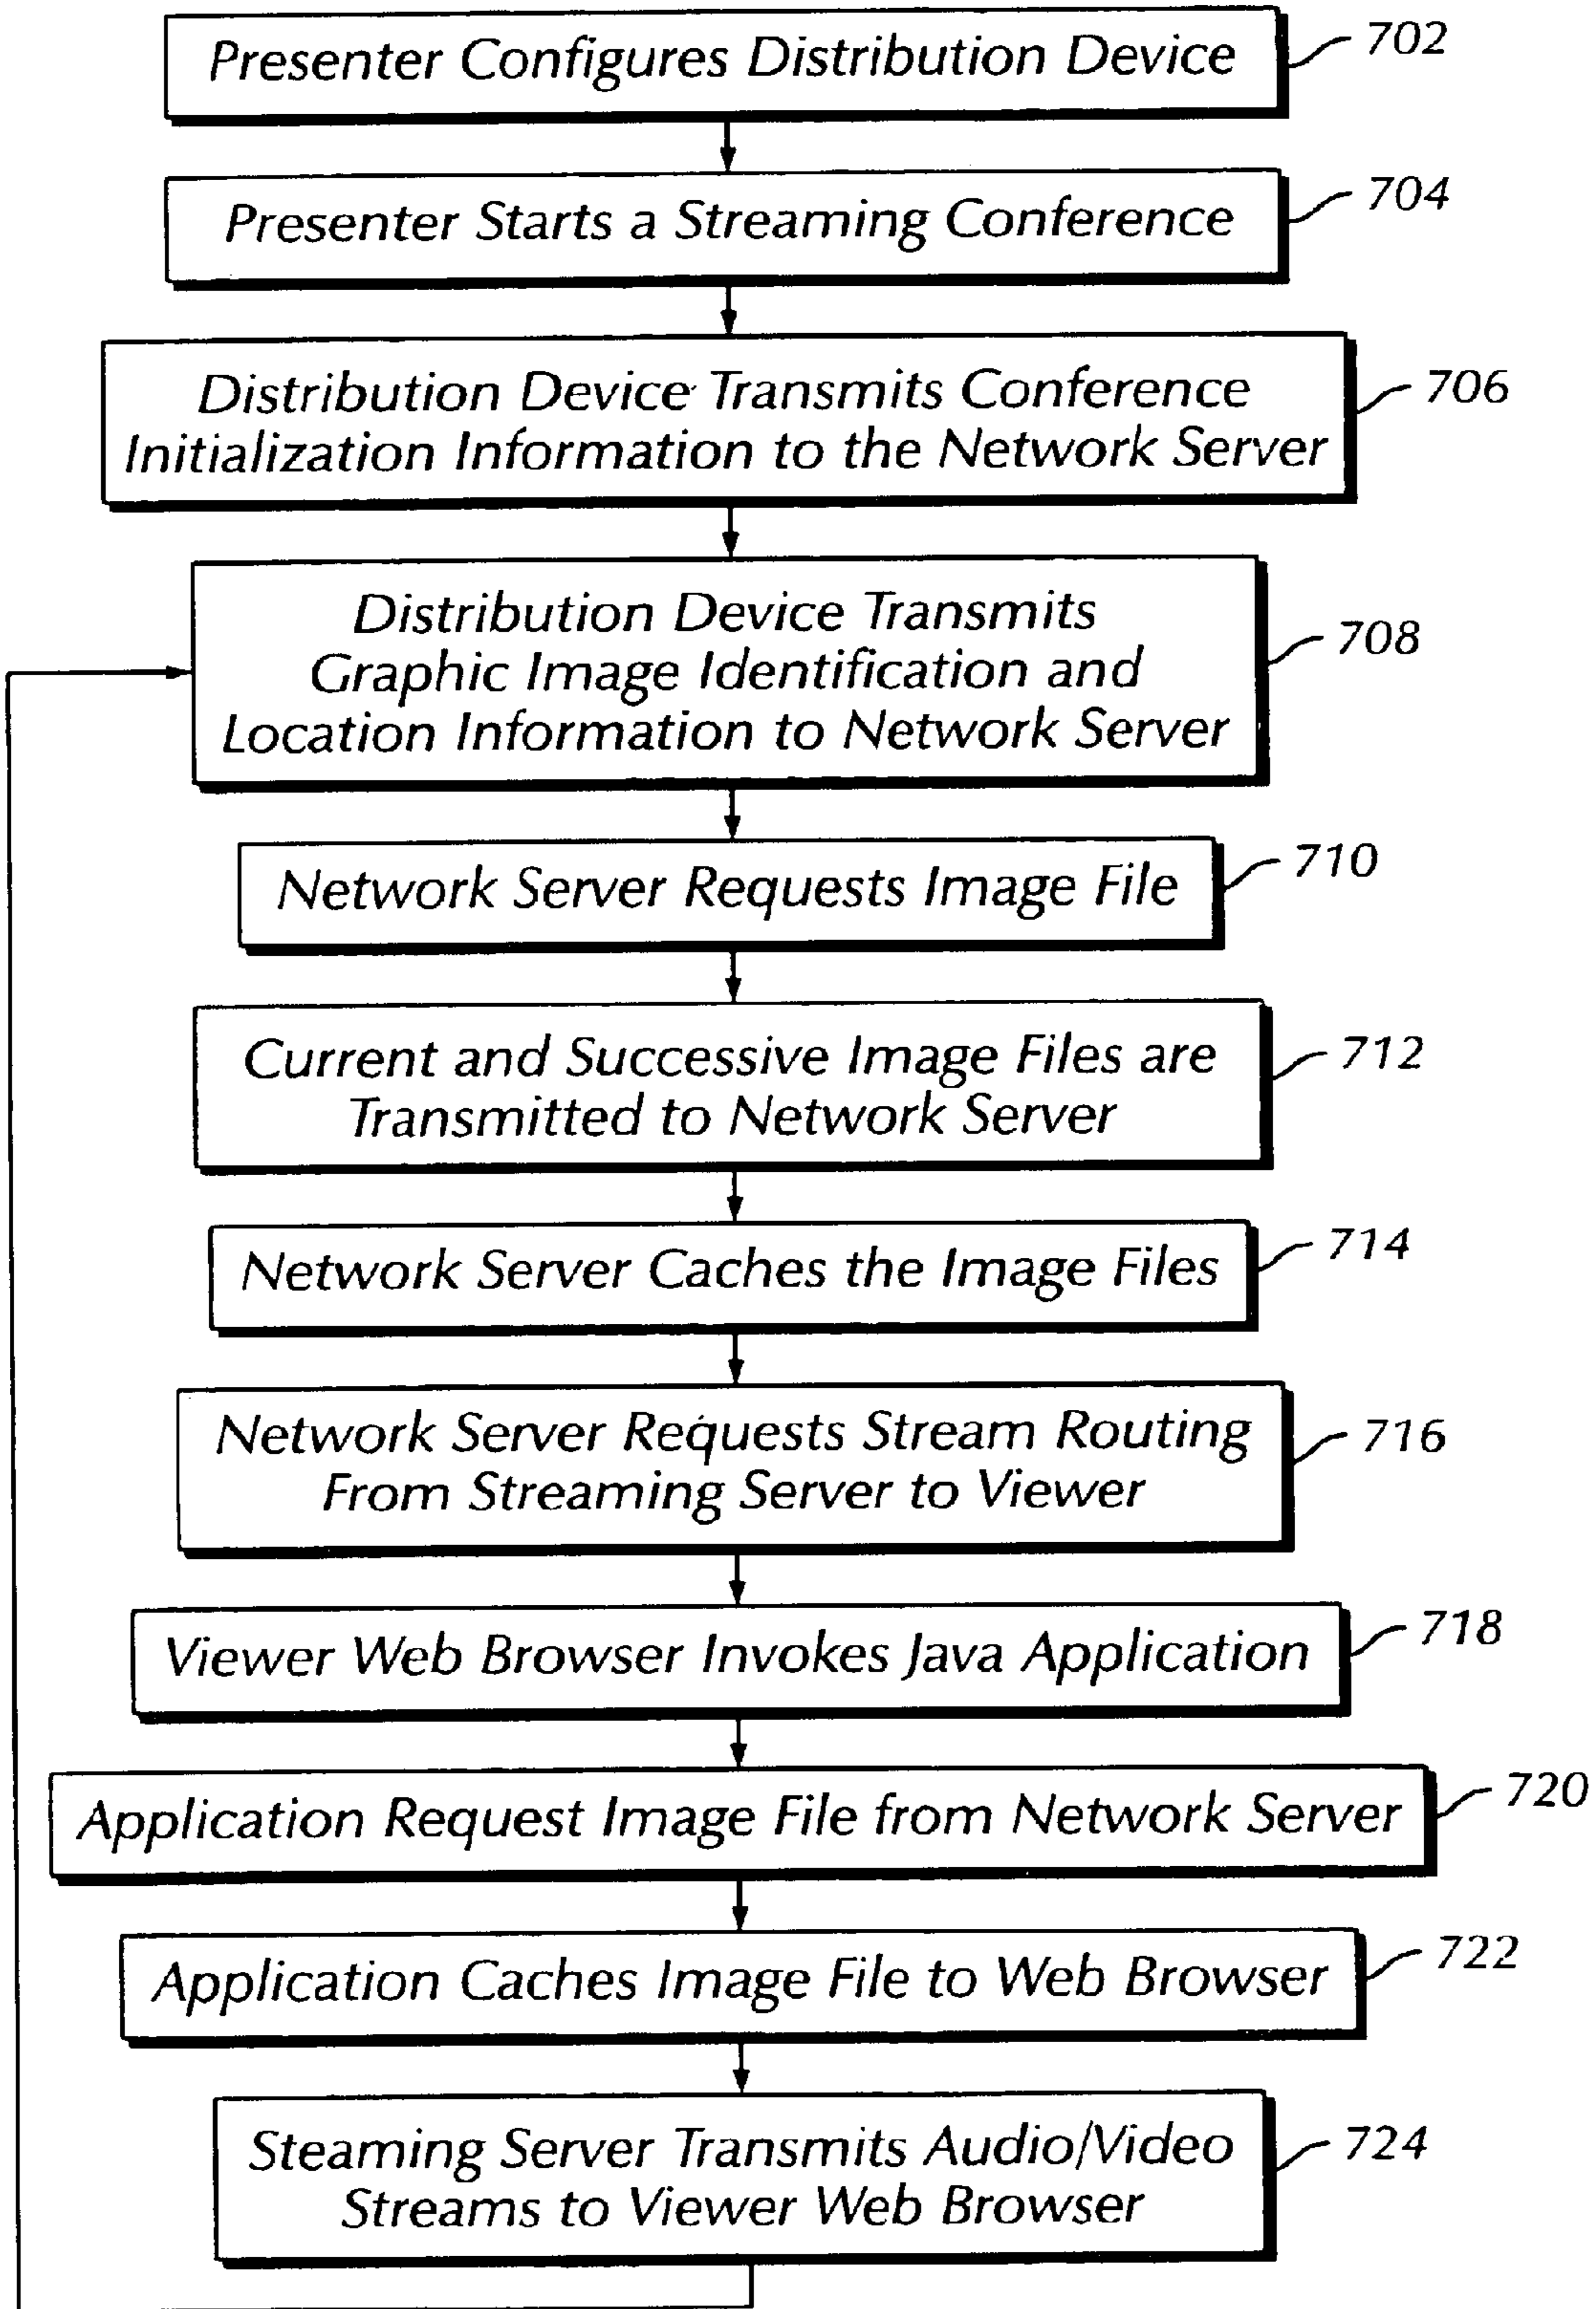 Presenter Configures Distribution Device
702
Presenter Starts a Streaming Conference
704
Distribution Device Transmits Conference
Initialization Information to the Network Server
706
Distribution Device Transmits
Graphic Image Identification and
Location Information to Network Server
708
Network Server Requests Image File
710
Current and Successive Image Files are
Transmitted to Network Server
712
Network Server Caches the Image Files
714
Network Server Requests Stream Routing
From Streaming Server to Viewer
716
Viewer Web Browser Invokes Java Application
718
Application Request Image File from Network Server
720
Application Caches Image File to Web Browser
722
Steaming Server Transmits Audio/Video
Streams to Viewer Web Browser
724